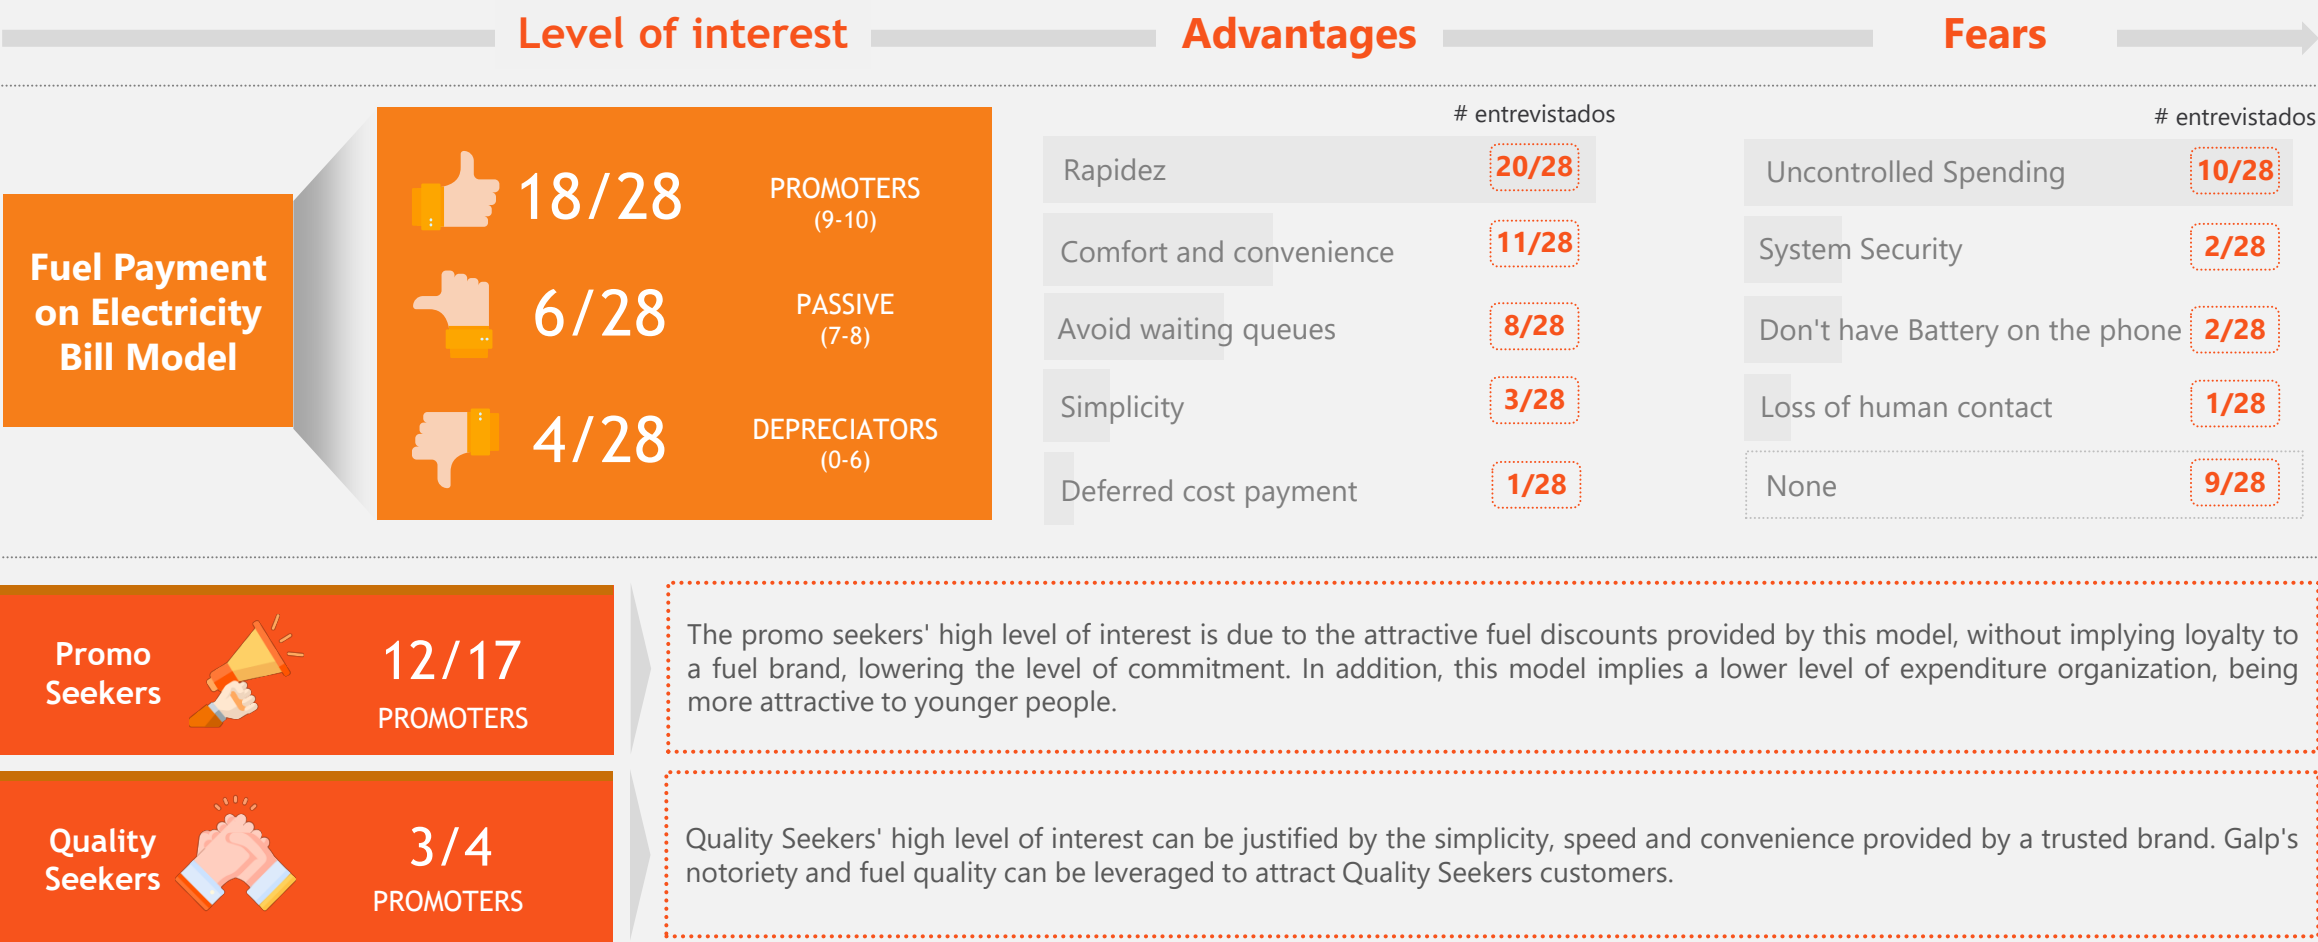 Level of interest
Advantages
Fears
Fuel Payment
on Electricity
Bill Model
18/28
PROMOTERS
(9-10)
6/28
PASSIVE
(7-8)
4/28
DEPRECIATORS
(0-6)
# entrevistados
Rapidez 20/28
Comfort and convenience 11/28
Avoid waiting queues 8/28
Simplicity 3/28
Deferred cost payment 1/28
# entrevistados
Uncontrolled Spending 10/28
System Security 2/28
Don't have Battery on the phone 2/28
Loss of human contact 1/28
None 9/28
Promo
Seekers
12/17
PROMOTERS
The promo seekers' high level of interest is due to the attractive fuel discounts provided by this model, without implying loyalty to
a fuel brand, lowering the level of commitment. In addition, this model implies a lower level of expenditure organization, being
more attractive to younger people.
Quality
Seekers
3/4
PROMOTERS
Quality Seekers' high level of interest can be justified by the simplicity, speed and convenience provided by a trusted brand. Galp's
notoriety and fuel quality can be leveraged to attract Quality Seekers customers.